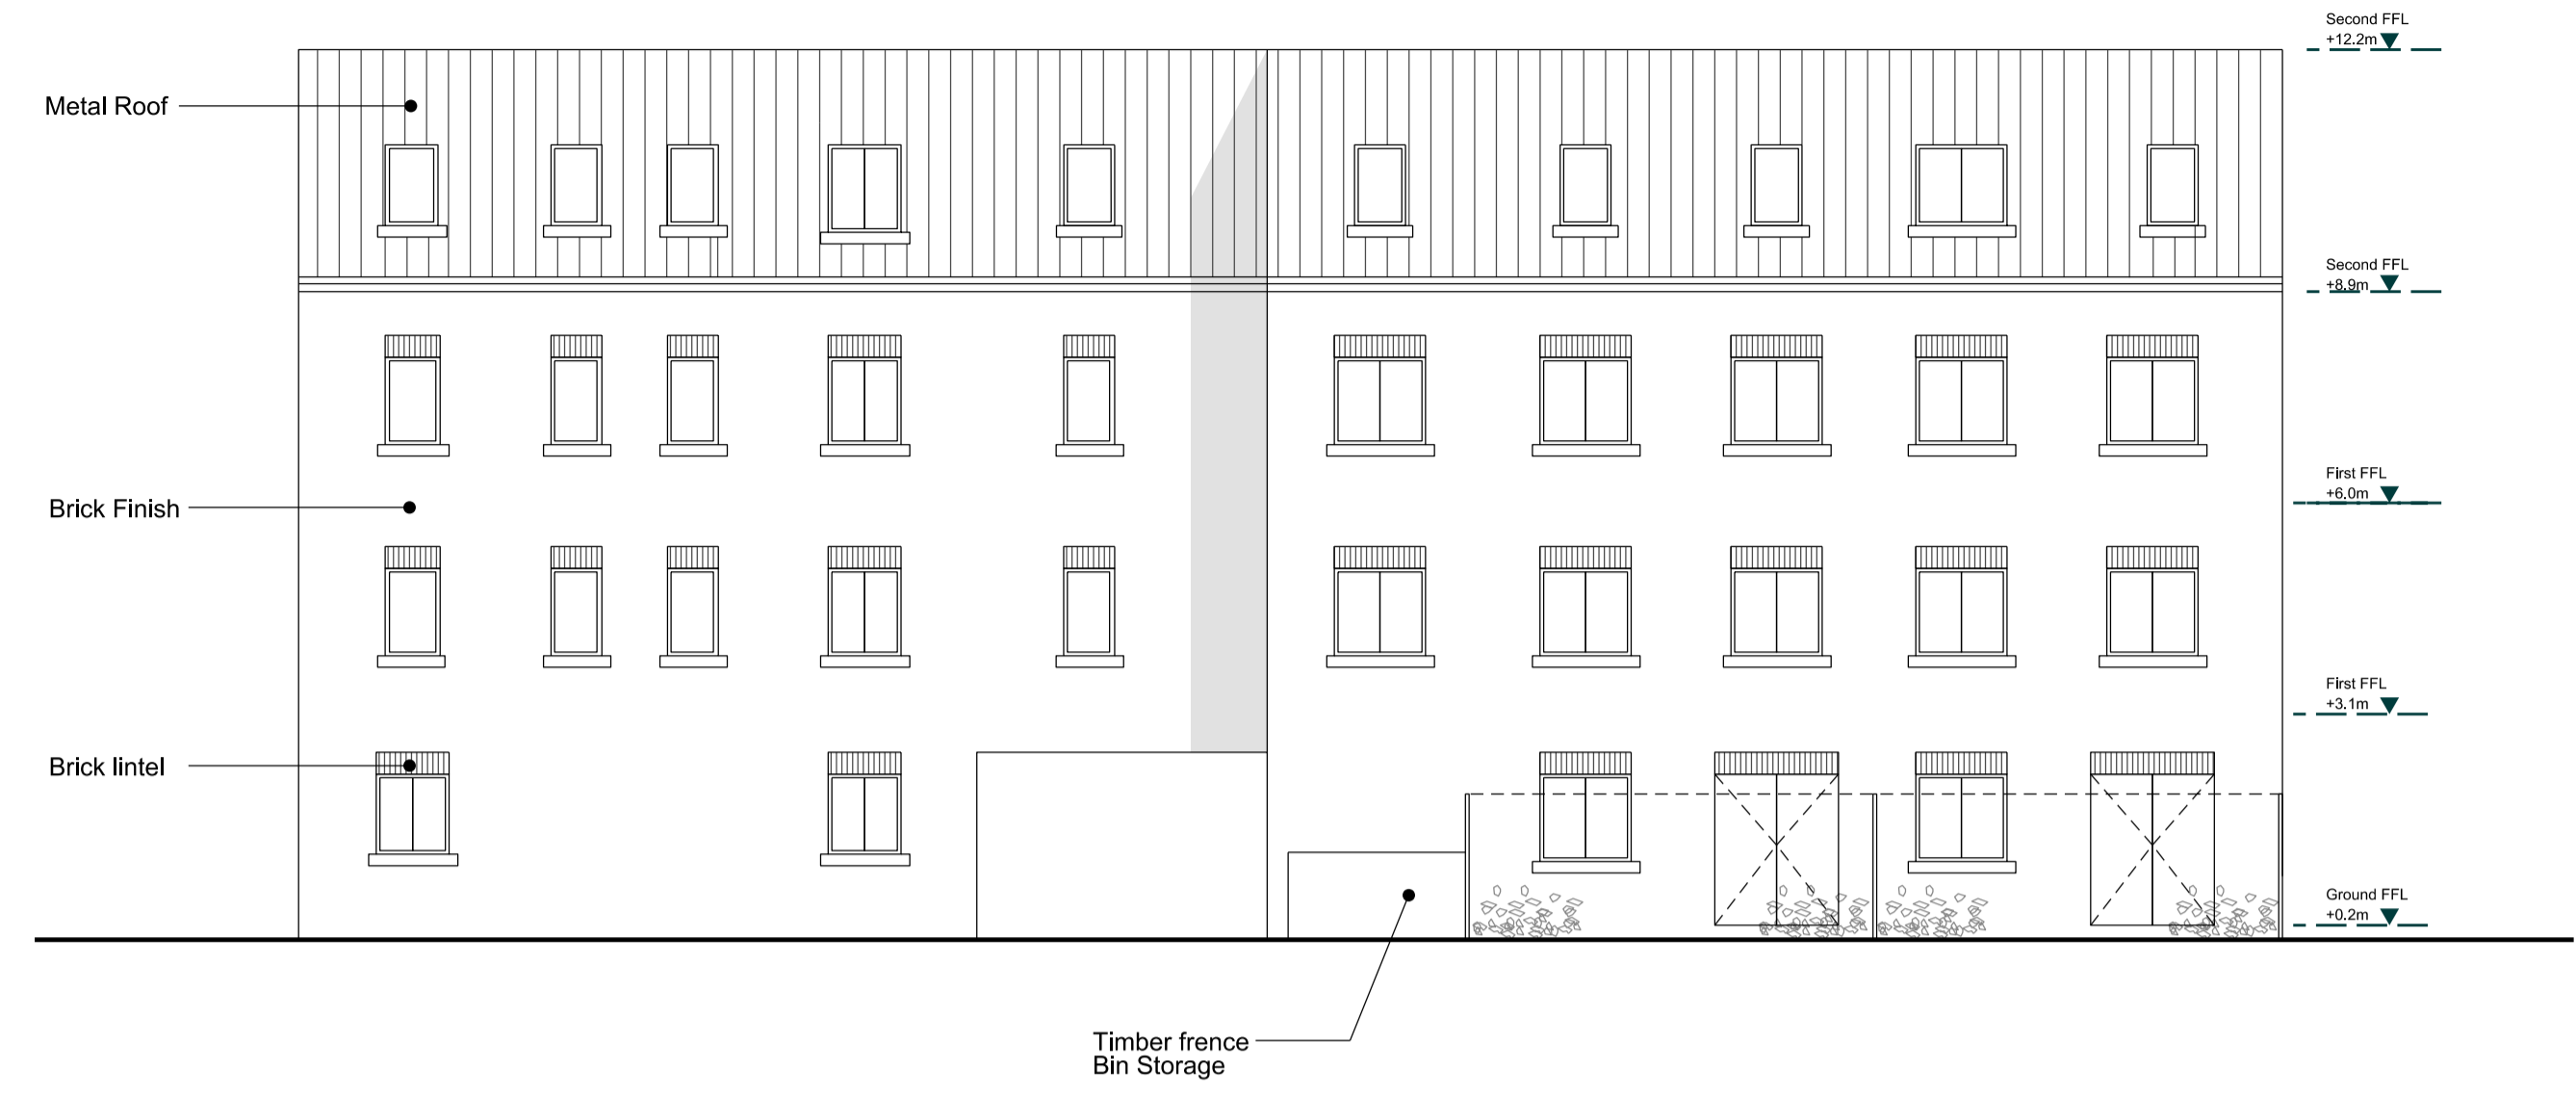 Second FFL
+12.2m
Metal Roof
Second FFL
+8.9m
First FFL
+6.0m
Brick Finish
First FFL
+3.1m
Brick lintel
Ground FFL
+0.2m
Timber frence
Bin Storage